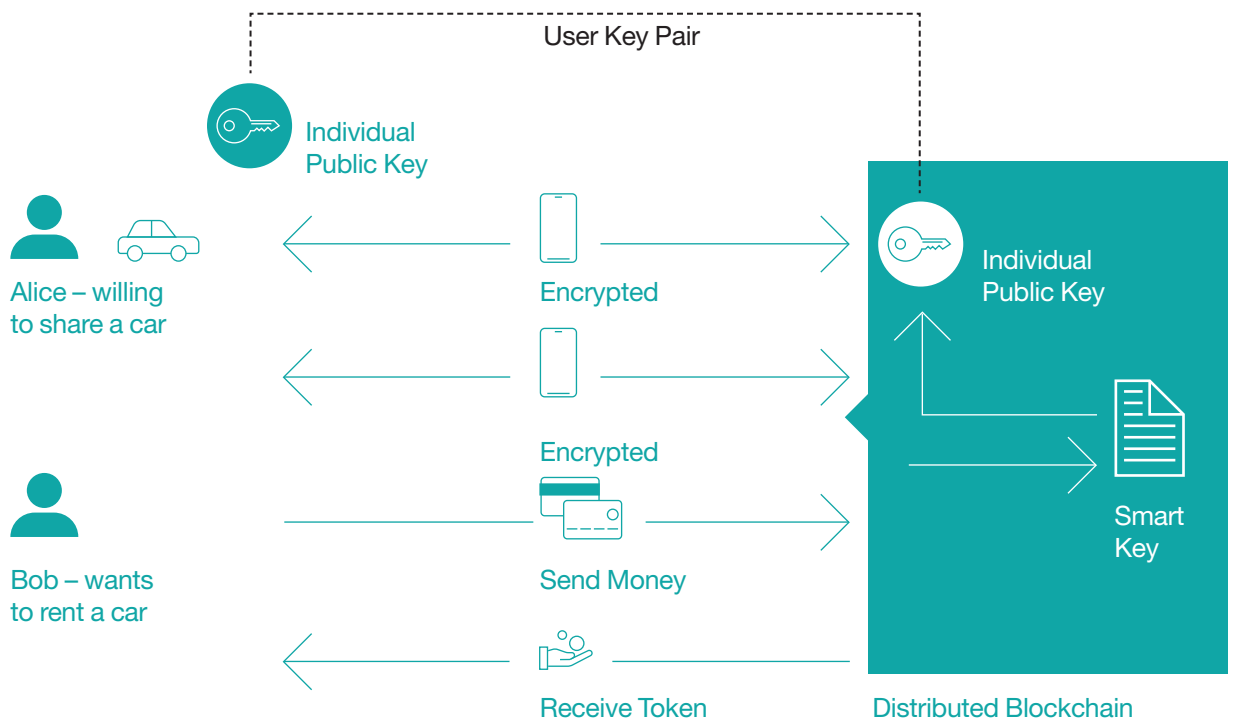 User Key Pair
Individual
Public Key
Alice – willing
to share a car
Encrypted
Individual
Public Key
Encrypted
Smart
Key
Bob – wants
to rent a car
Send Money
Receive Token
Distributed Blockchain